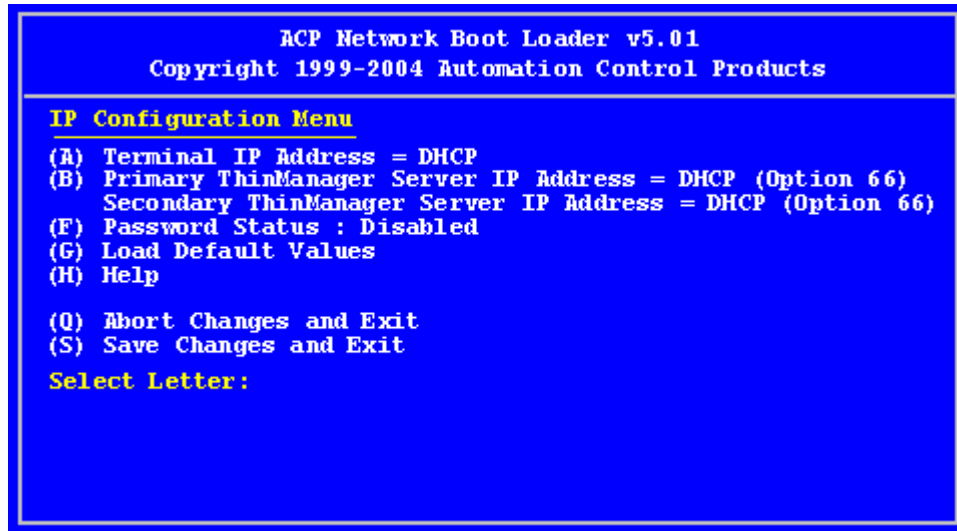 ACP Network Boot Loader v5.01
Copyright 1999-2004 Automation Control Products
IP Configuration Menu
(A) Terminal IP Address = DHCP
(B) Primary ThinManager Server IP Address = DHCP (Option 66)
Secondary ThinManager Server IP Address = DHCP (Option 66)
(F) Password Status : Disabled
(G) Load Default Values
(H) Help
(Q) Abort Changes and Exit
(S) Save Changes and Exit
Select Letter: